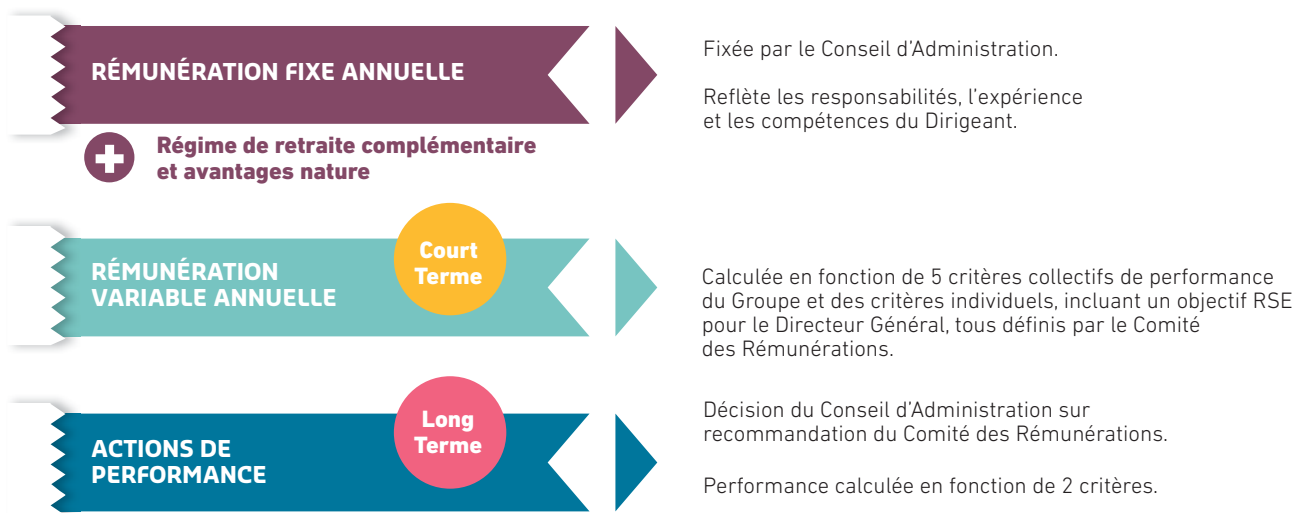 RÉMUNÉRATION FIXE ANNUELLE
Fixée par le Conseil d’Administration.
Reflète les responsabilités, l’expérience
et les compétences du Dirigeant.
Régime de retraite complémentaire
et avantages nature
RÉMUNÉRATION
VARIABLE ANNUELLE
Court
Terme
Calculée en fonction de 5 critères collectifs de performance
du Groupe et des critères individuels, incluant un objectif RSE
pour le Directeur Général, tous définis par le Comité
des Rémunérations.
ACTIONS DE
PERFORMANCE
Long
Terme
Décision du Conseil d’Administration sur
recommandation du Comité des Rémunérations.
Performance calculée en fonction de 2 critères.